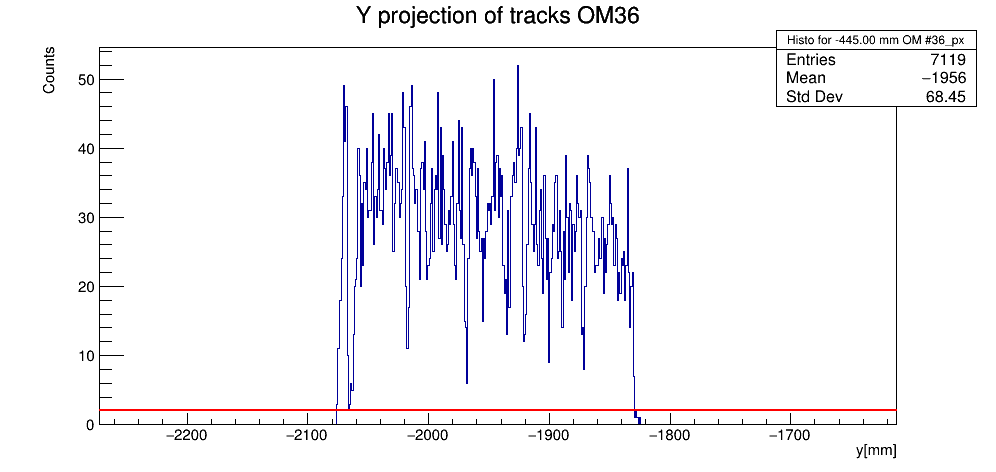 Y projection of tracks OM36
Histo for -445.00 mm OM #36_px
Entries 7119
Mean −1956
Std Dev 68.45
Counts
50
40
30
20
10
0
−2200 −2100 −2000 −1900 −1800 −1700
y[mm]